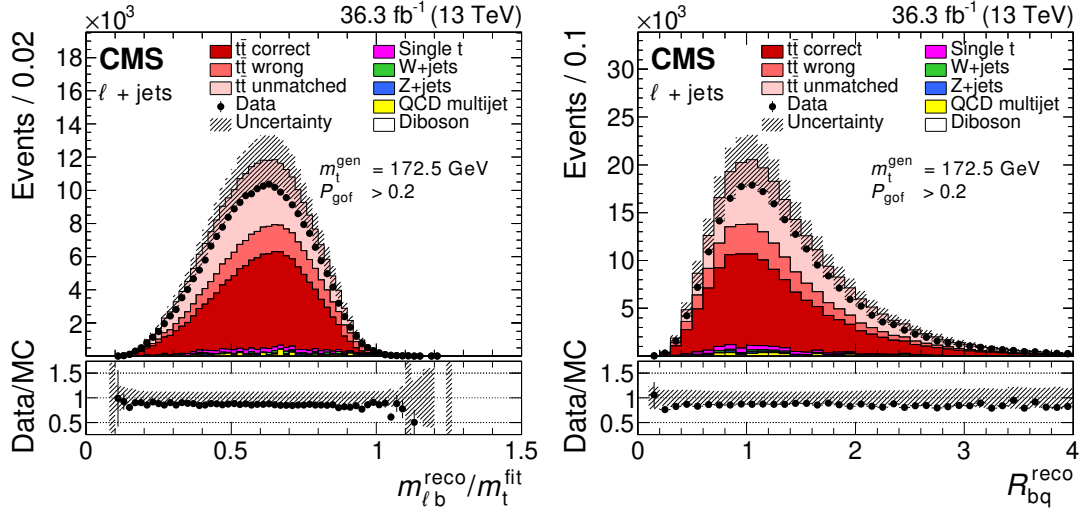 ×10³
36.3 fb⁻¹ (13 TeV)
CMS
ℓ + jets
tt̄ correct
tt̄ wrong
tt̄ unmatched
Data
Uncertainty
Single t
W+jets
Z+jets
QCD multijet
Diboson
m_t^gen = 172.5 GeV
P_gof > 0.2
Events / 0.02
18
16
14
12
10
8
6
4
2
Data/MC
1.5
1
0.5
0 0.5 1 1.5
m_ℓb^reco/m_t^fit
×10³
36.3 fb⁻¹ (13 TeV)
CMS
ℓ + jets
tt̄ correct
tt̄ wrong
tt̄ unmatched
Data
Uncertainty
Single t
W+jets
Z+jets
QCD multijet
Diboson
m_t^gen = 172.5 GeV
P_gof > 0.2
Events / 0.1
30
25
20
15
10
5
Data/MC
1.5
1
0.5
0 1 2 3 4
R_bq^reco